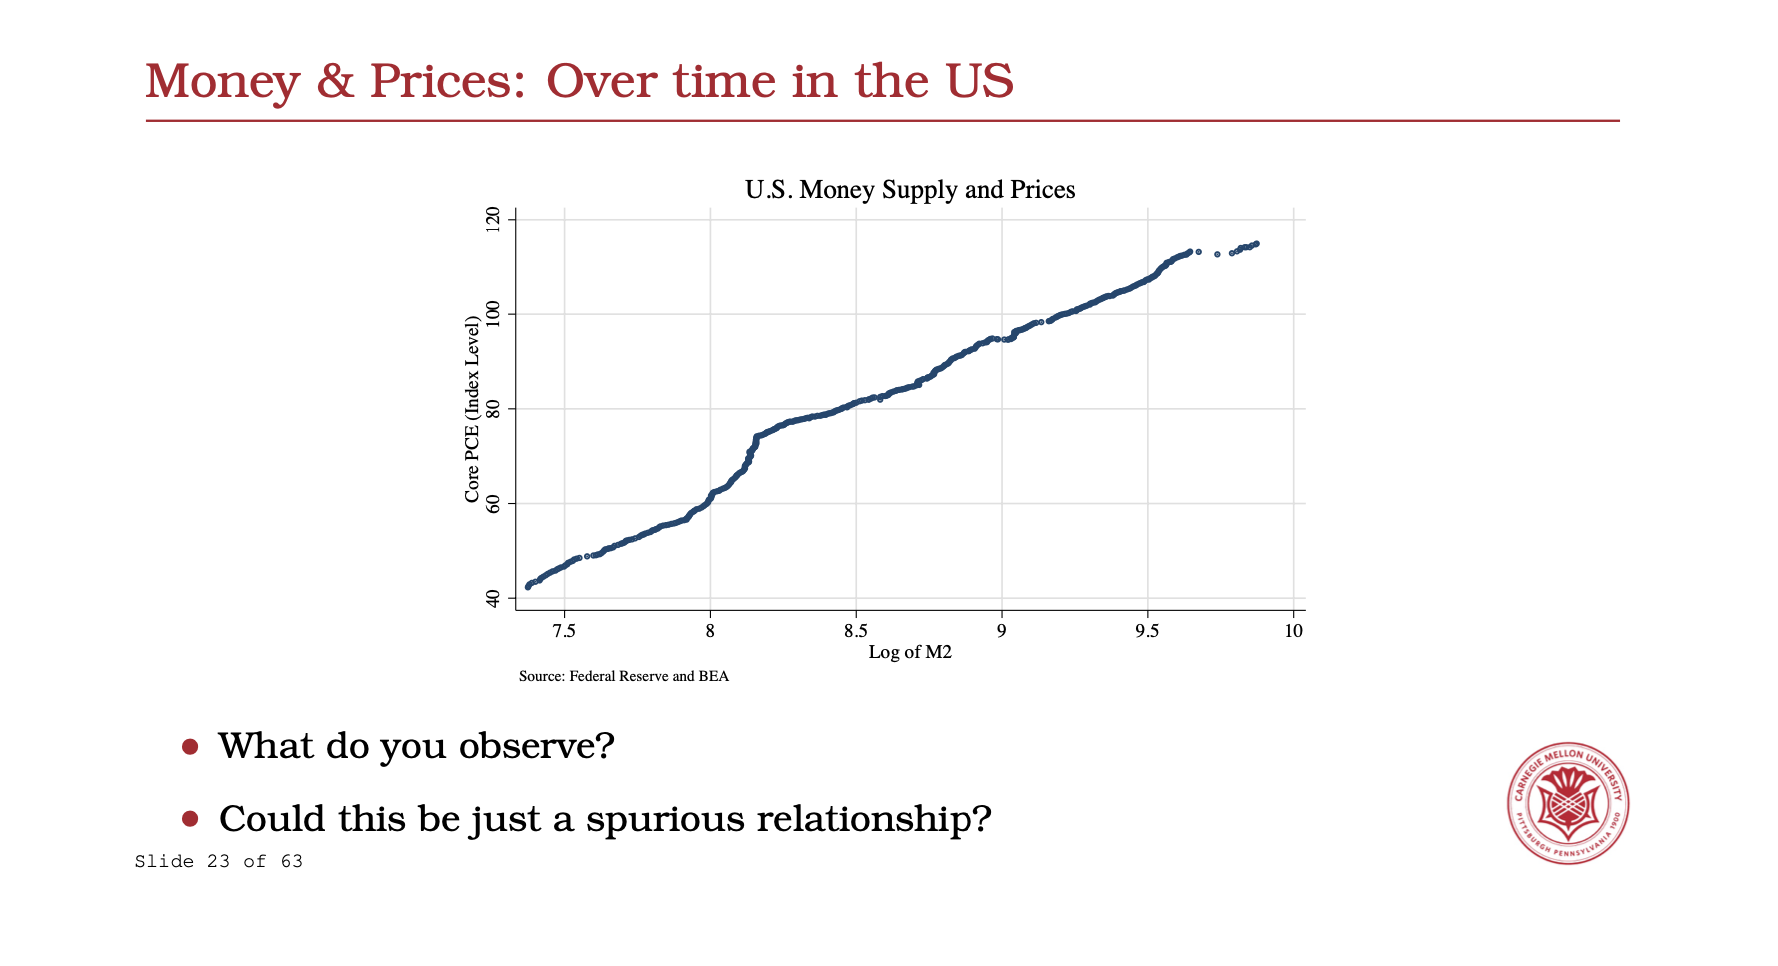 Money & Prices: Over time in the US
U.S. Money Supply and Prices
Core PCE (Index Level)
120
100
80
60
40
7.5
8
8.5
9
9.5
10
Log of M2
Source: Federal Reserve and BEA
What do you observe?
Could this be just a spurious relationship?
Slide 23 of 63
CARNEGIE MELLON UNIVERSITY
PITTSBURGH PENNSYLVANIA 1900